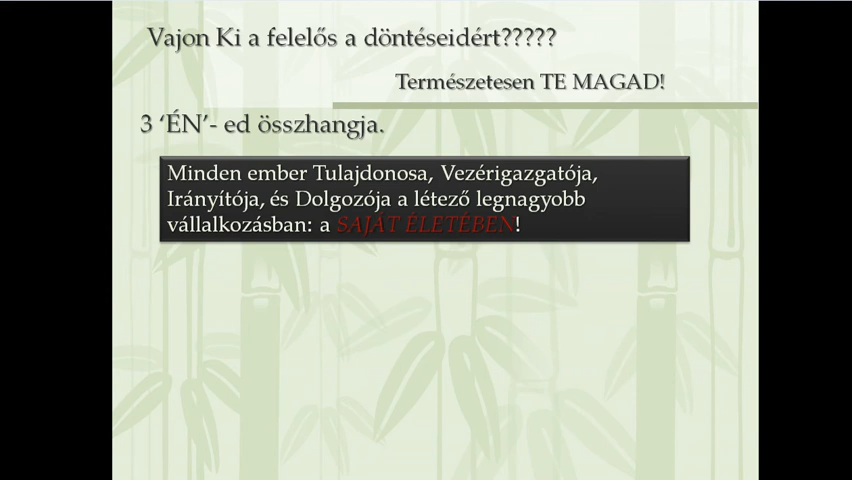 Vajon Ki a felelős a döntéseidért?????
Természetesen TE MAGAD!
3 ‘ÉN’- ed összhangja.
Minden ember Tulajdonosa, Vezérigazgatója,
Irányítója, és Dolgozója a létező legnagyobb
vállalkozásban: a SAJÁT ÉLETÉBEN!